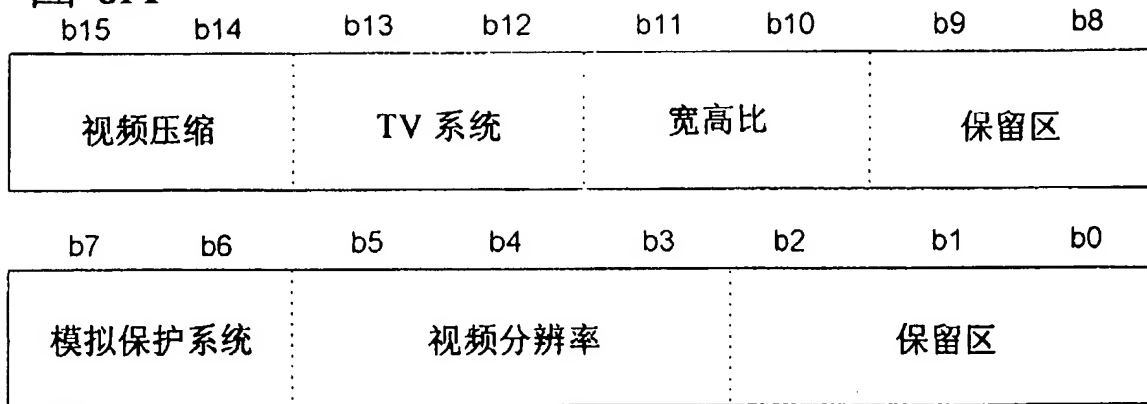 b15 b14 b13 b12 b11 b10 b9 b8
视频压缩 TV 系统 宽高比 保留区
b7 b6 b5 b4 b3 b2 b1 b0
模拟保护系统 视频分辨率 保留区